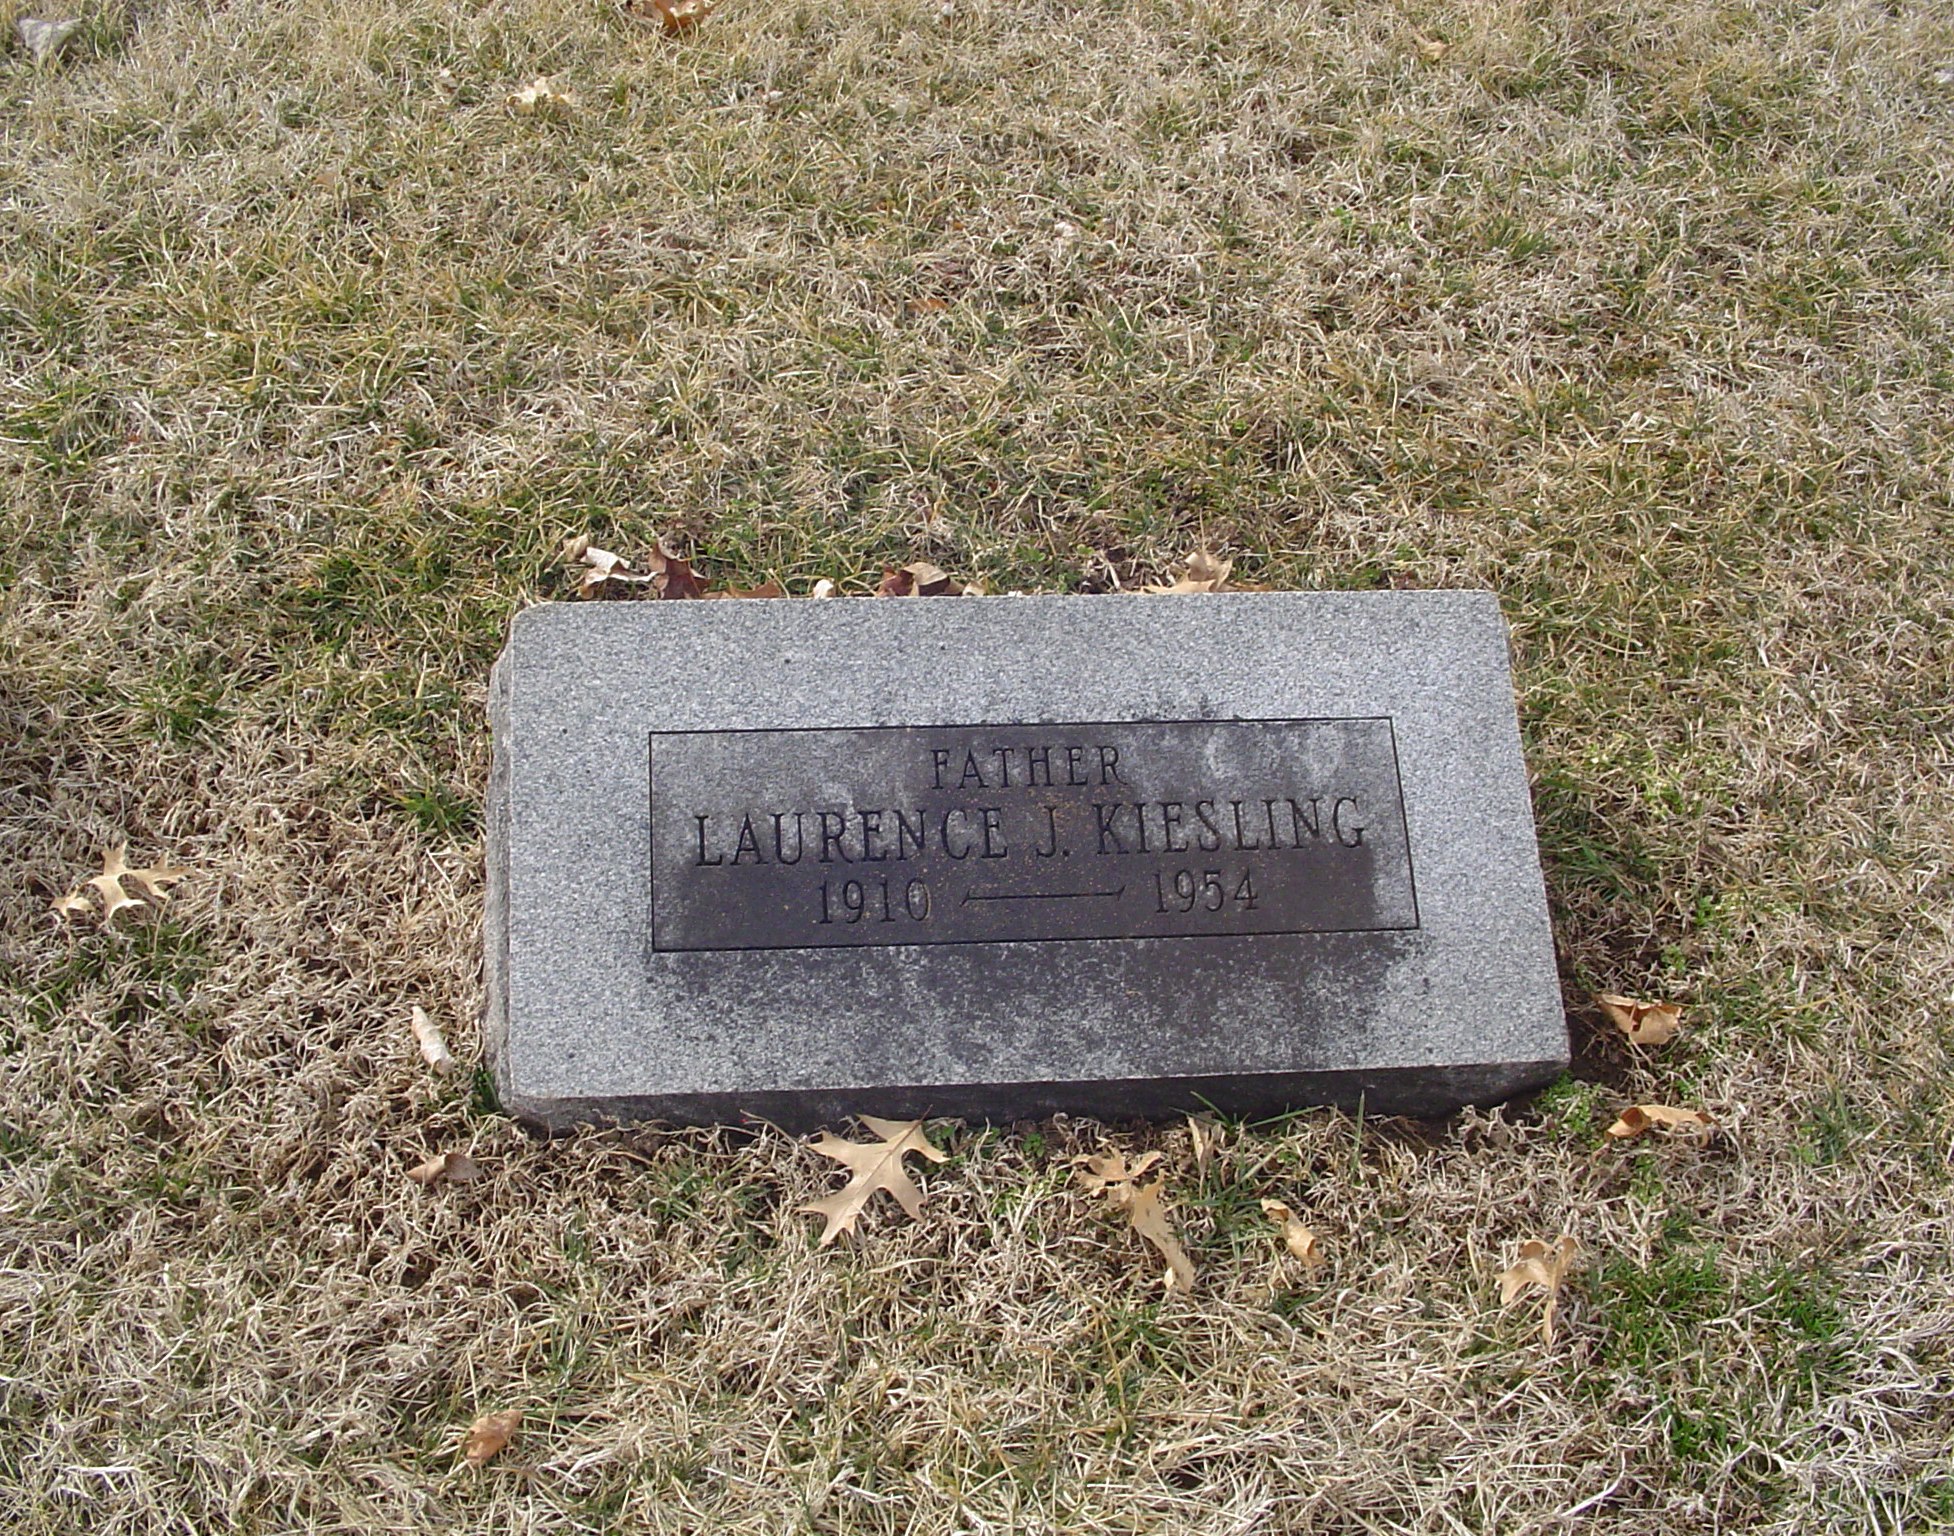 FATHER
LAURENCE J. KIESLING
1910 — 1954